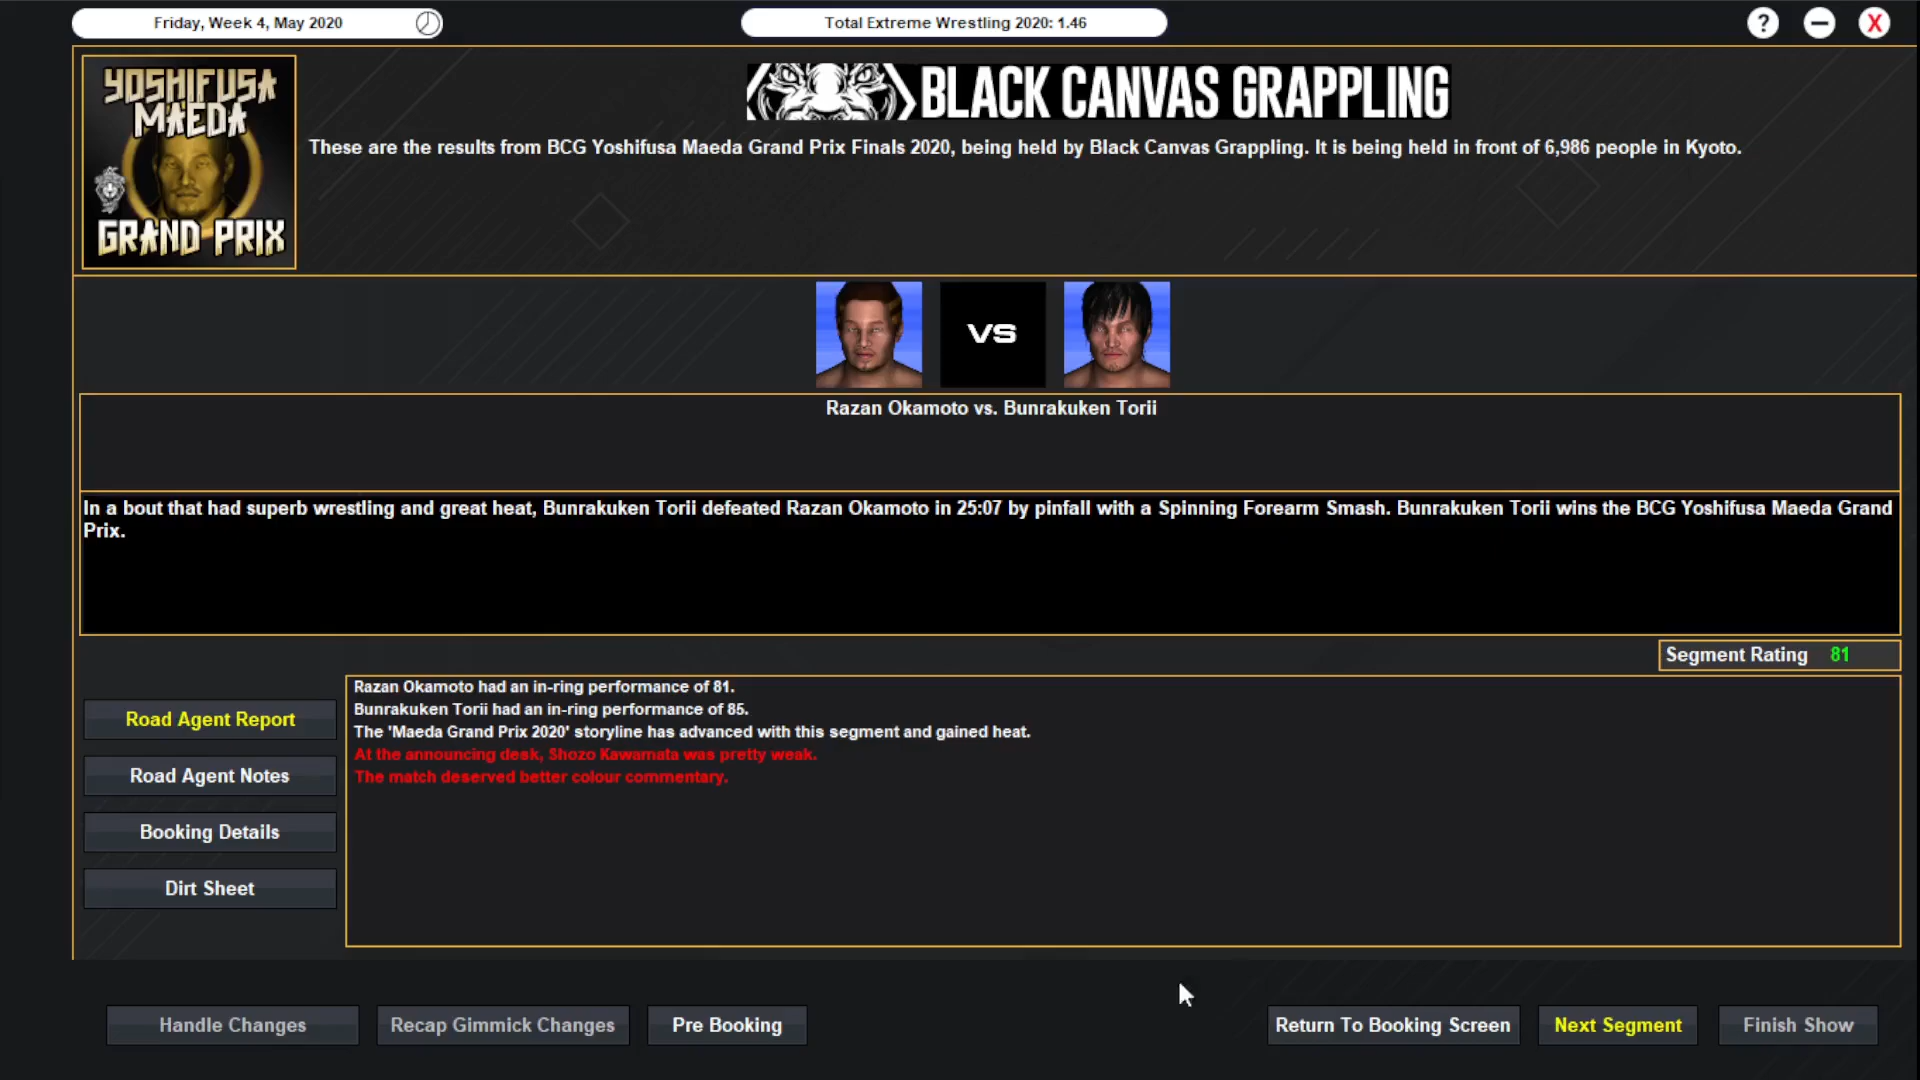 Friday, Week 4, May 2020
Total Extreme Wrestling 2020: 1.46
?
X
YOSHIFUSA
MAEDA
GRAND PRIX
BLACK CANVAS GRAPPLING
These are the results from BCG Yoshifusa Maeda Grand Prix Finals 2020, being held by Black Canvas Grappling. It is being held in front of 6,986 people in Kyoto.
VS
Razan Okamoto vs. Bunrakuken Torii
In a bout that had superb wrestling and great heat, Bunrakuken Torii defeated Razan Okamoto in 25:07 by pinfall with a Spinning Forearm Smash. Bunrakuken Torii wins the BCG Yoshifusa Maeda Grand
Prix.
Segment Rating 81
Road Agent Report
Road Agent Notes
Booking Details
Dirt Sheet
Razan Okamoto had an in-ring performance of 81.
Bunrakuken Torii had an in-ring performance of 85.
The 'Maeda Grand Prix 2020' storyline has advanced with this segment and gained heat.
At the announcing desk, Shozo Kawamata was pretty weak.
The match deserved better colour commentary.
Handle Changes
Recap Gimmick Changes
Pre Booking
Return To Booking Screen
Next Segment
Finish Show